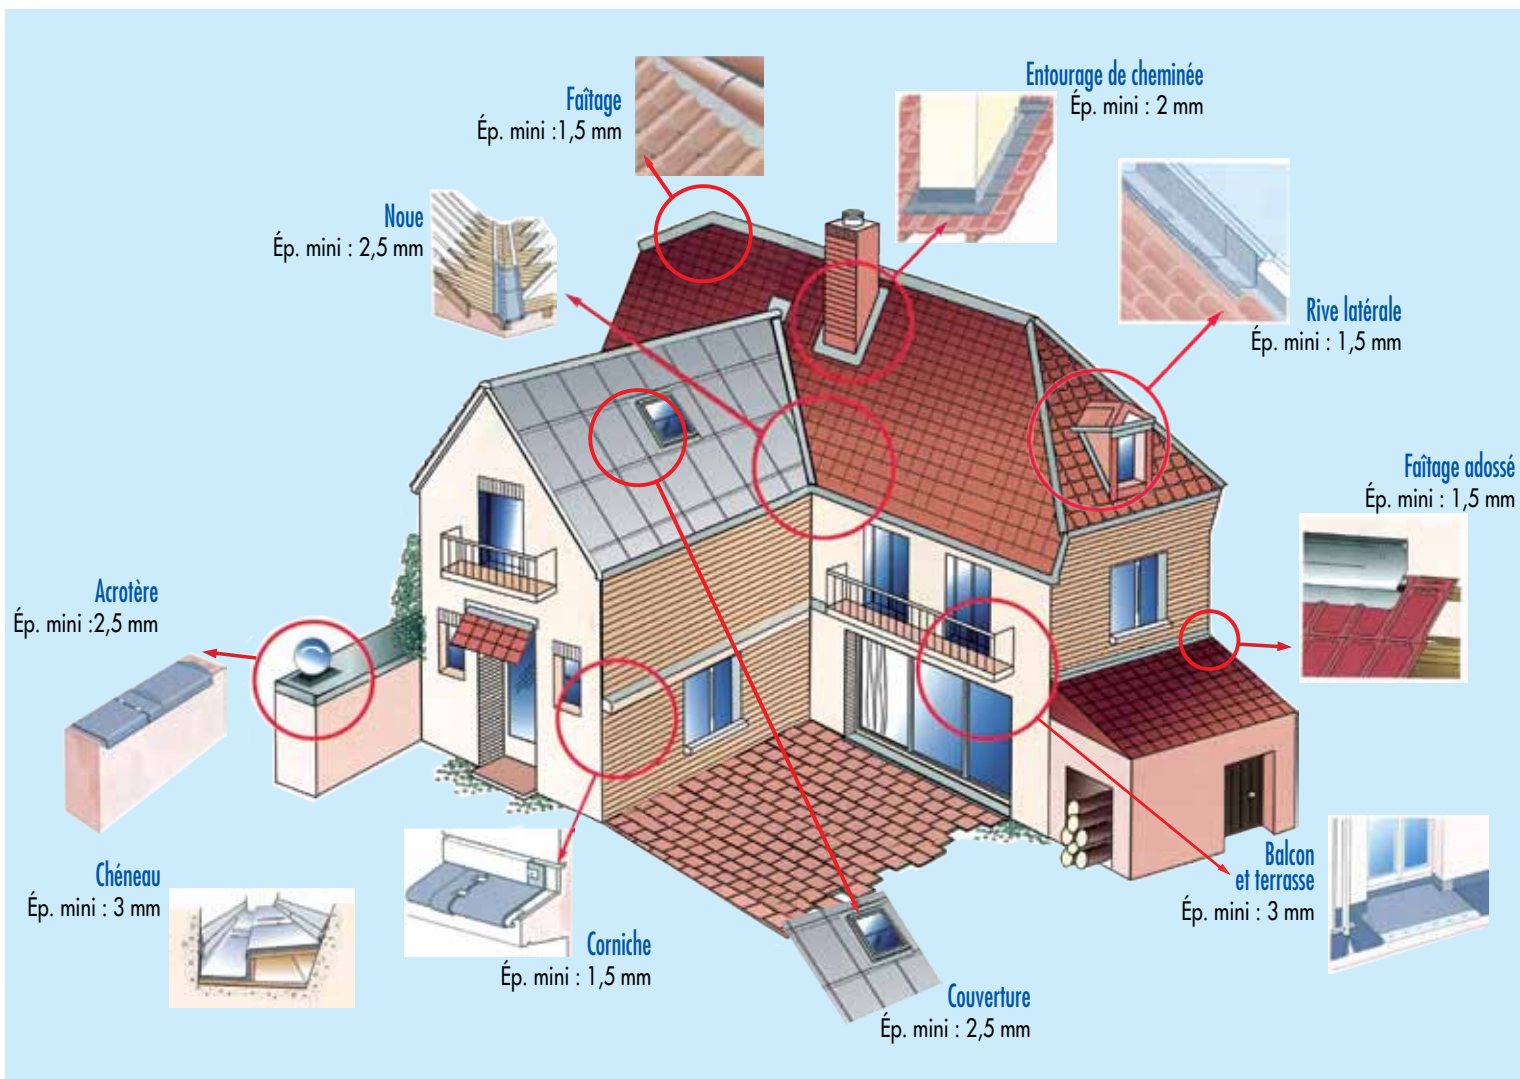 Faîtage
Ép. mini :1,5 mm
Entourage de cheminée
Ép. mini : 2 mm
Noue
Ép. mini : 2,5 mm
Rive latérale
Ép. mini : 1,5 mm
Faîtage adossé
Ép. mini : 1,5 mm
Acrotère
Ép. mini :2,5 mm
Chéneau
Ép. mini : 3 mm
Corniche
Ép. mini : 1,5 mm
Balcon
et terrasse
Ép. mini : 3 mm
Couverture
Ép. mini : 2,5 mm